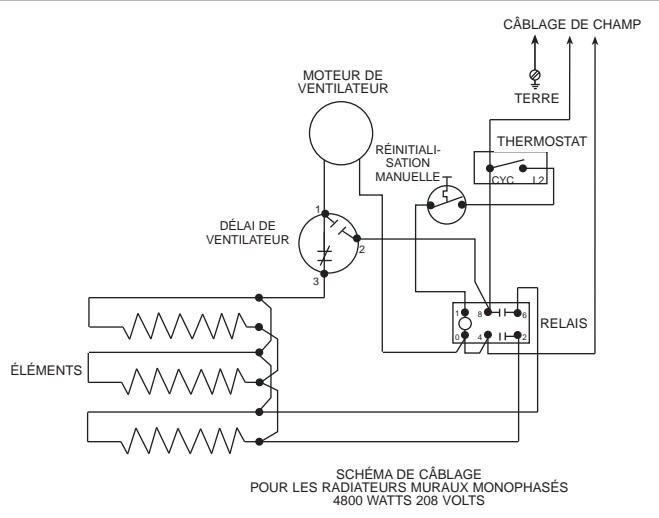 CÂBLAGE DE CHAMP
TERRE
MOTEUR DE
VENTILATEUR
THERMOSTAT
CYC L2
RÉINITIALI-
SATION
MANUELLE
DÉLAI DE
VENTILATEUR
1
2
3
1 8 6
0 4 2
RELAIS
ÉLÉMENTS
SCHÉMA DE CÂBLAGE
POUR LES RADIATEURS MURAUX MONOPHASÉS
4800 WATTS 208 VOLTS